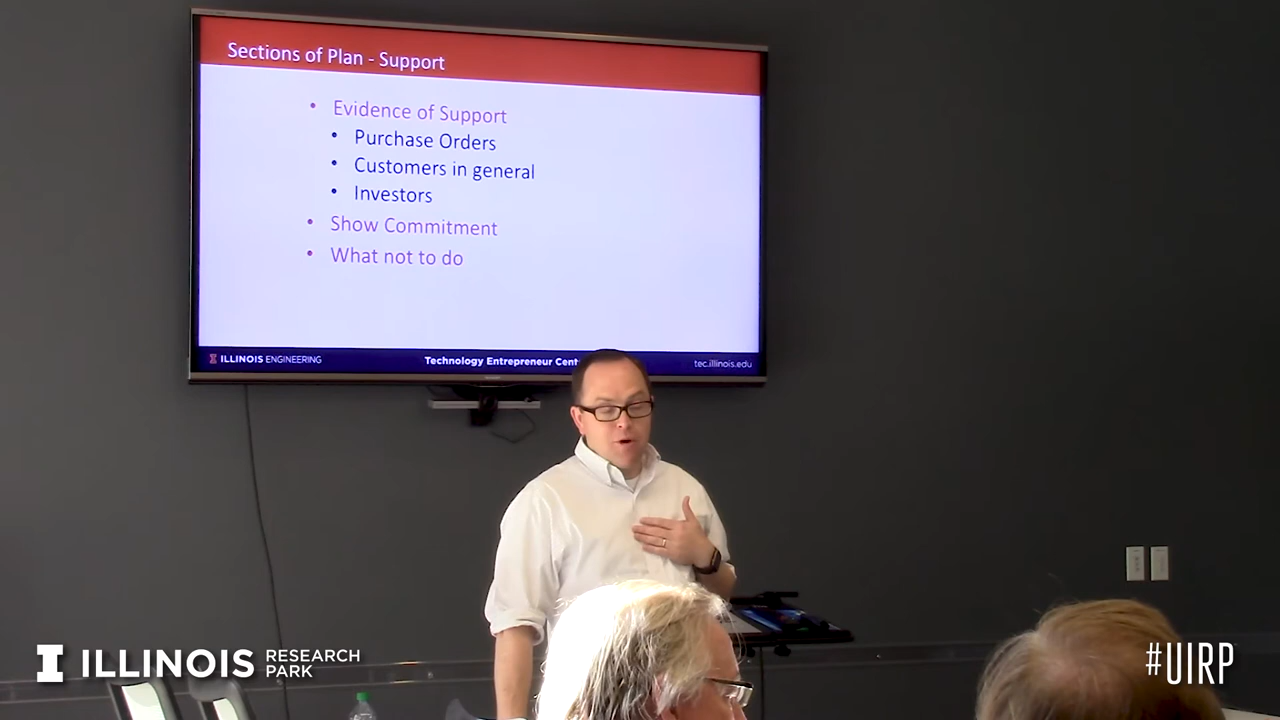 Sections of Plan - Support
• Evidence of Support
• Purchase Orders
• Customers in general
• Investors
• Show Commitment
• What not to do
I ILLINOIS ENGINEERING
Technology Entrepreneur Cent
tec.illinois.edu
I ILLINOIS RESEARCH
PARK
#UIRP